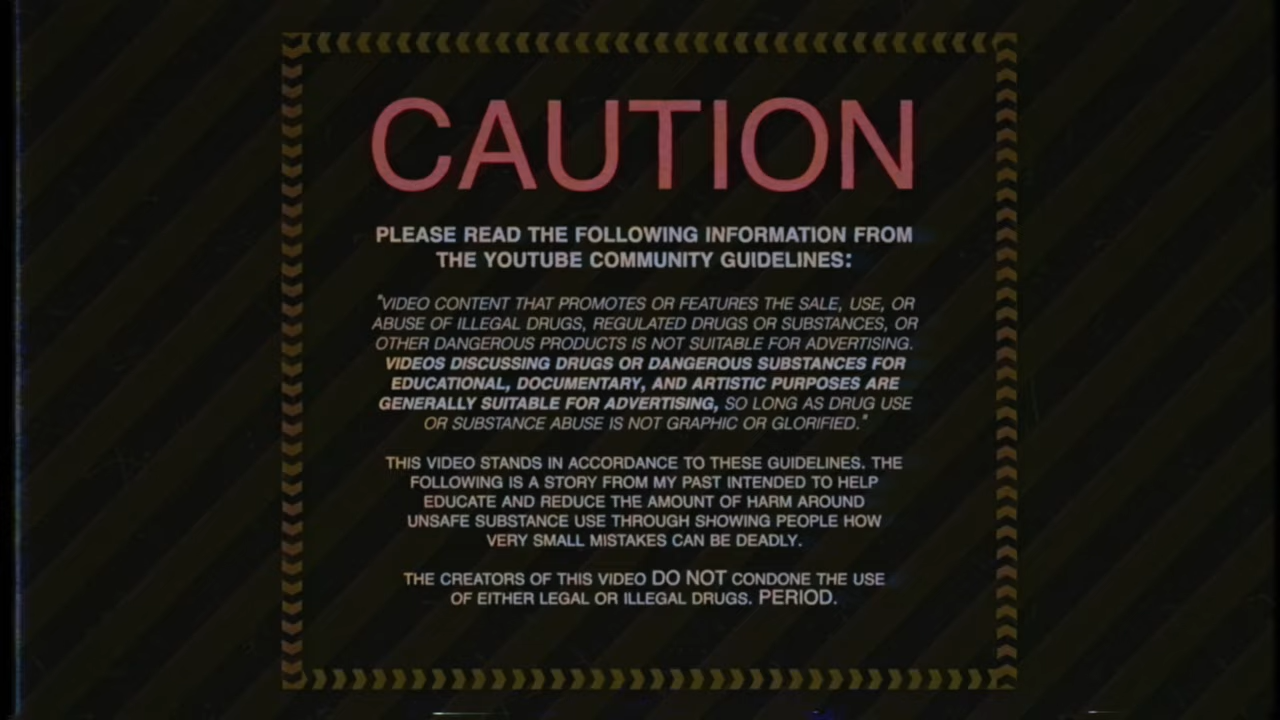 CAUTION
PLEASE READ THE FOLLOWING INFORMATION FROM
THE YOUTUBE COMMUNITY GUIDELINES:
"VIDEO CONTENT THAT PROMOTES OR FEATURES THE SALE, USE, OR
ABUSE OF ILLEGAL DRUGS, REGULATED DRUGS OR SUBSTANCES, OR
OTHER DANGEROUS PRODUCTS IS NOT SUITABLE FOR ADVERTISING.
VIDEOS DISCUSSING DRUGS OR DANGEROUS SUBSTANCES FOR
EDUCATIONAL, DOCUMENTARY, AND ARTISTIC PURPOSES ARE
GENERALLY SUITABLE FOR ADVERTISING, SO LONG AS DRUG USE
OR SUBSTANCE ABUSE IS NOT GRAPHIC OR GLORIFIED."
THIS VIDEO STANDS IN ACCORDANCE TO THESE GUIDELINES. THE
FOLLOWING IS A STORY FROM MY PAST INTENDED TO HELP
EDUCATE AND REDUCE THE AMOUNT OF HARM AROUND
UNSAFE SUBSTANCE USE THROUGH SHOWING PEOPLE HOW
VERY SMALL MISTAKES CAN BE DEADLY.
THE CREATORS OF THIS VIDEO DO NOT CONDONE THE USE
OF EITHER LEGAL OR ILLEGAL DRUGS. PERIOD.